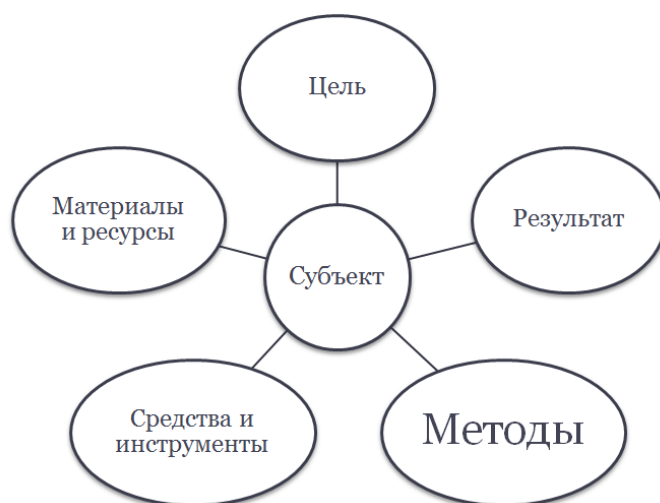 Цель
Материалы
и ресурсы
Результат
Субъект
Средства и
инструменты
Методы